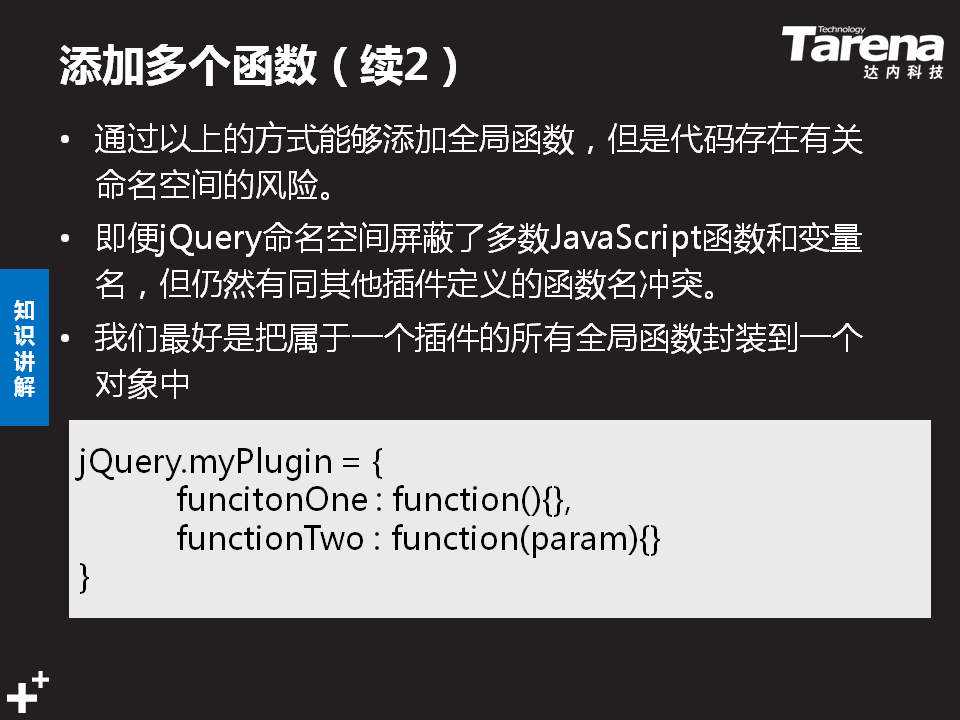 添加多个函数（续2）
Technology
Tarena
达内科技
• 通过以上的方式能够添加全局函数，但是代码存在有关
命名空间的风险。
• 即便jQuery命名空间屏蔽了多数JavaScript函数和变量
名，但仍然有同其他插件定义的函数名冲突。
• 我们最好是把属于一个插件的所有全局函数封装到一个
对象中
知识讲解
jQuery.myPlugin = {
funcitonOne : function(){},
functionTwo : function(param){}
}